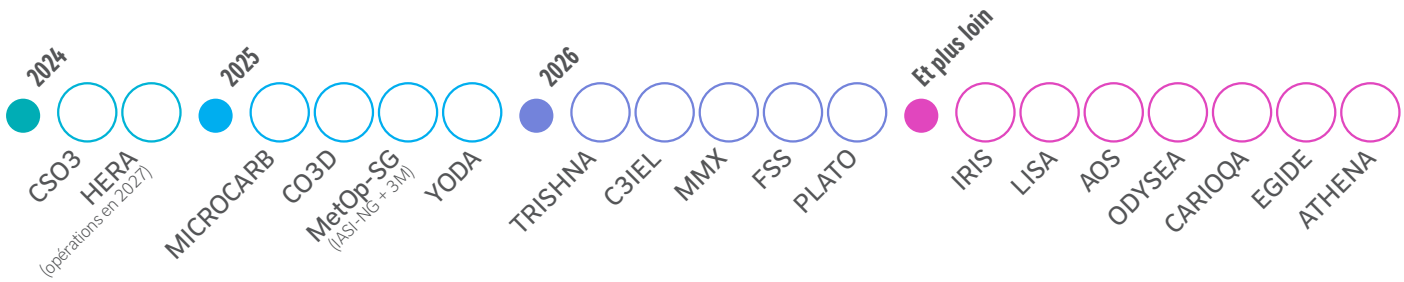 2024
CSO3
HERA
(opérations en 2027)
2025
MICROCARB
CO3D
MetOp-SG
(IASI-NG + 3M)
YODA
2026
TRISHNA
C3IEL
MMX
FSS
PLATO
Et plus loin
IRIS
LISA
AOS
ODYSEA
CARIOQA
EGIDE
ATHENA